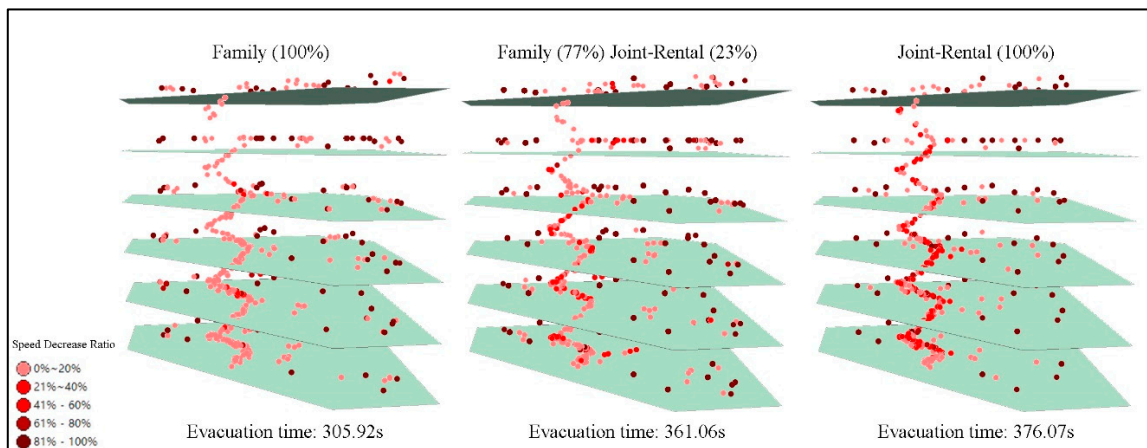 Family (100%)
Family (77%) Joint-Rental (23%)
Joint-Rental (100%)
Speed Decrease Ratio
0%~20%
21%~40%
41% - 60%
61% - 80%
81% - 100%
Evacuation time: 305.92s
Evacuation time: 361.06s
Evacuation time: 376.07s